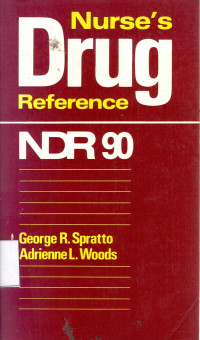 Nurse's
Drug
Reference
NDR 90
George R. Spratto
Adrienne L. Woods